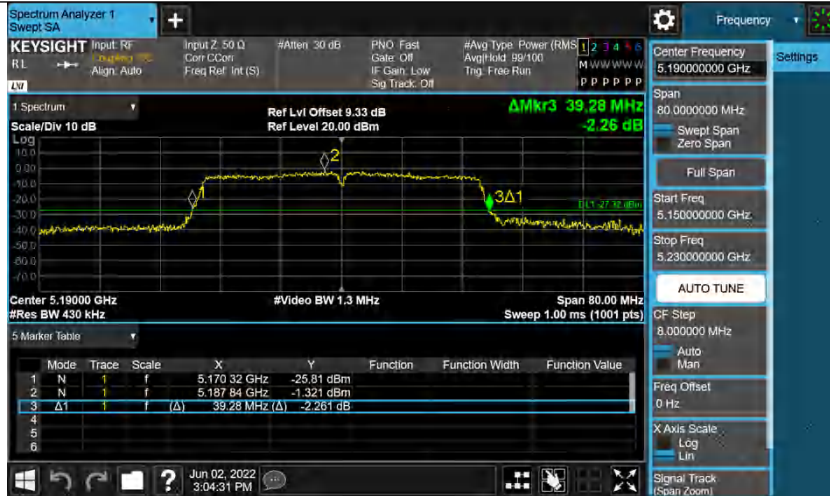 Spectrum Analyzer 1
Swept SA
+
Frequency
KEYSIGHT
RL
LXI
Input: RF
Align: Auto
Input Z: 50 Ω
Corr CCorr
Freq Ref: Int (S)
#Atten: 30 dB
PNO: Fast
Gate: Off
IF Gain: Low
Sig Track: Off
#Avg Type: Power (RMS
Avg|Hold: 99/100
Trig: Free Run
1 2 3 4 5 6
M W W W W W
P P P P P P
Center Frequency
5.190000000 GHz
Settings
Span
80.0000000 MHz
Swept Span
Zero Span
Full Span
Start Freq
5.150000000 GHz
Stop Freq
5.230000000 GHz
AUTO TUNE
CF Step
8.000000 MHz
Auto
Man
Freq Offset
0 Hz
X Axis Scale
Log
Lin
Signal Track
(Span Zoom)
1 Spectrum
Scale/Div 10 dB
Ref Lvl Offset 9.33 dB
Ref Level 20.00 dBm
ΔMkr3 39.28 MHz
-2.26 dB
Log
10.0
0.00
-10.0
-20.0
-30.0
-40.0
-50.0
-60.0
-70.0
1
2
3Δ1
DL1 -27.32 dBm
Center 5.19000 GHz
#Res BW 430 kHz
#Video BW 1.3 MHz
Span 80.00 MHz
Sweep 1.00 ms (1001 pts)
5 Marker Table
Mode Trace Scale X Y Function Function Width Function Value
1 N 1 f 5.170 32 GHz -25.81 dBm
2 N 1 f 5.187 84 GHz -1.321 dBm
3 Δ1 1 f (Δ) 39.28 MHz (Δ) -2.261 dB
4
5
6
?
Jun 02, 2022
3:04:31 PM